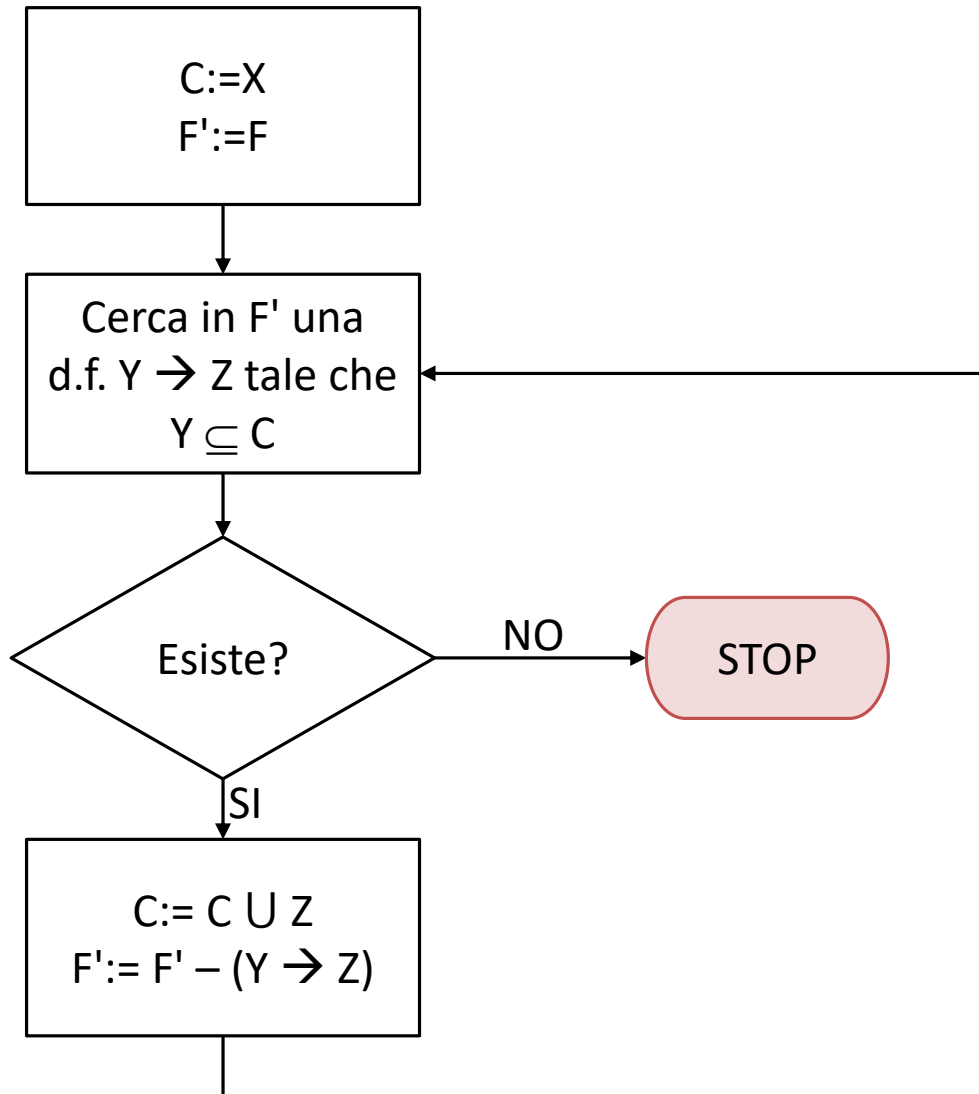 C:=X
F':=F
Cerca in F' una
d.f. Y → Z tale che
Y ⊆ C
Esiste?
NO
STOP
SI
C:= C ∪ Z
F':= F' – (Y → Z)